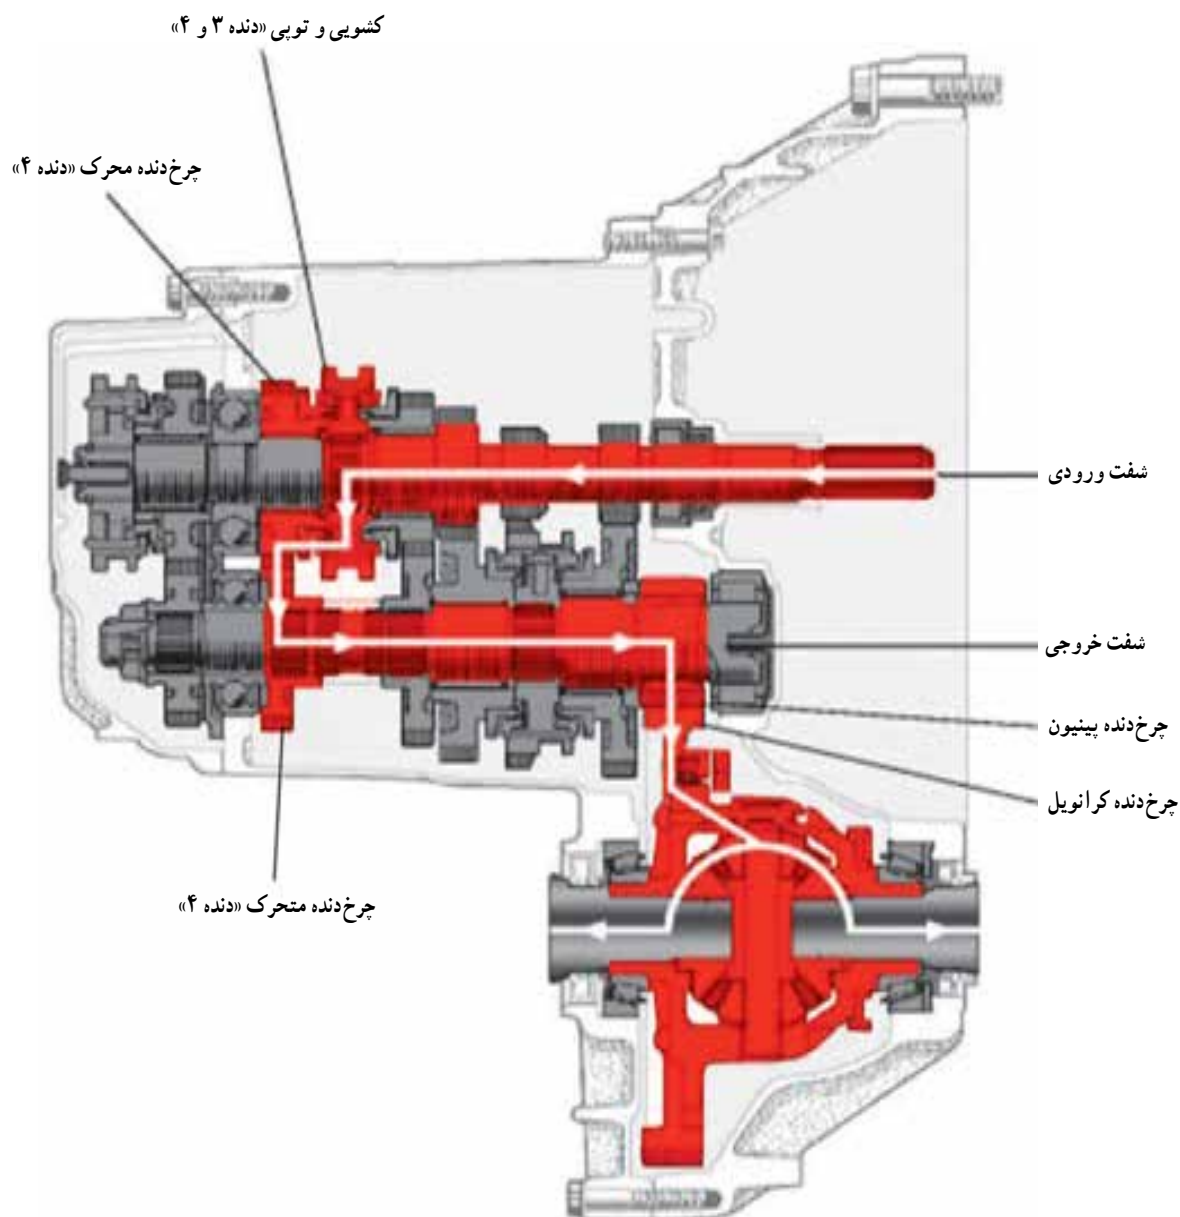 کشویی و توپی «دنده ۳ و ۴»
چرخ‌دنده محرک «دنده ۴»
شفت ورودی
شفت خروجی
چرخ‌دنده پینیون
چرخ‌دنده کرانویل
چرخ‌دنده متحرک «دنده ۴»